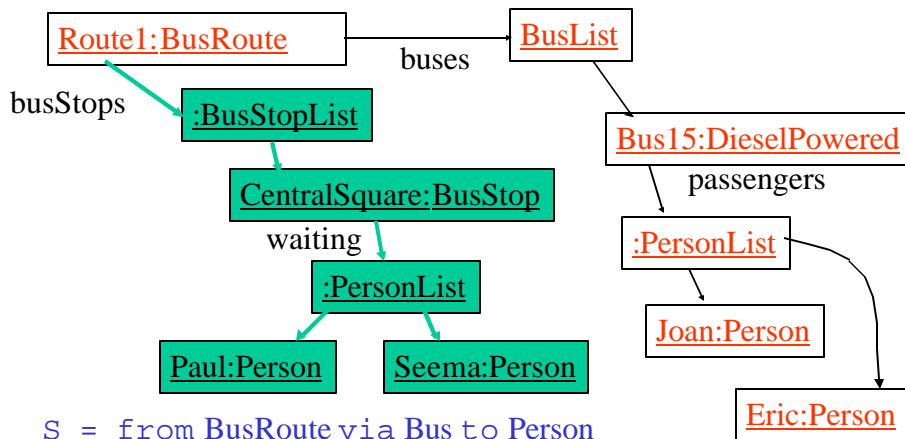 Route1:BusRoute
BusList
buses
busStops
:BusStopList
Bus15:DieselPowered
passengers
CentralSquare:BusStop
waiting
:PersonList
:PersonList
Joan:Person
Paul:Person
Seema:Person
Eric:Person
S = from BusRoute via Bus to Person